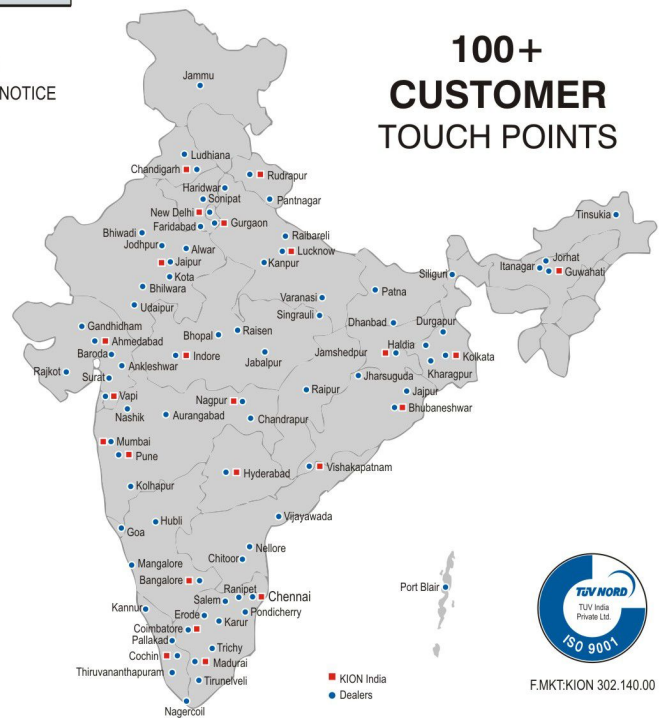 100+
CUSTOMER
TOUCH POINTS
NOTICE
Jammu
Ludhiana
Chandigarh
Rudrapur
Haridwar
Sonipat
Pantnagar
New Delhi
Gurgaon
Faridabad
Tinsukia
Bhiwadi
Raibareli
Jodhpur
Alwar
Lucknow
Jaipur
Kanpur
Jorhat
Itanagar
Guwahati
Kota
Siliguri
Bhilwara
Varanasi
Patna
Udaipur
Singrauli
Dhanbad
Durgapur
Gandhidham
Bhopal
Raisen
Ahmedabad
Haldia
Baroda
Indore
Jabalpur
Jamshedpur
Kolkata
Rajkot
Ankleshwar
Kharagpur
Surat
Jharsuguda
Raipur
Jajpur
Vapi
Nagpur
Bhubaneshwar
Nashik
Aurangabad
Chandrapur
Mumbai
Pune
Hyderabad
Vishakapatnam
Kolhapur
Vijayawada
Hubli
Goa
Nellore
Chitoor
Mangalore
Bangalore
Port Blair
Ranipet
Chennai
Salem
Kannur
Pondicherry
Erode
Karur
Coimbatore
Pallakad
Trichy
Cochin
Madurai
Thiruvananthapuram
Tirunelveli
Nagercoil
KION India
Dealers
TÜV NORD
TUV India
Private Ltd.
ISO 9001
F.MKT:KION 302.140.00